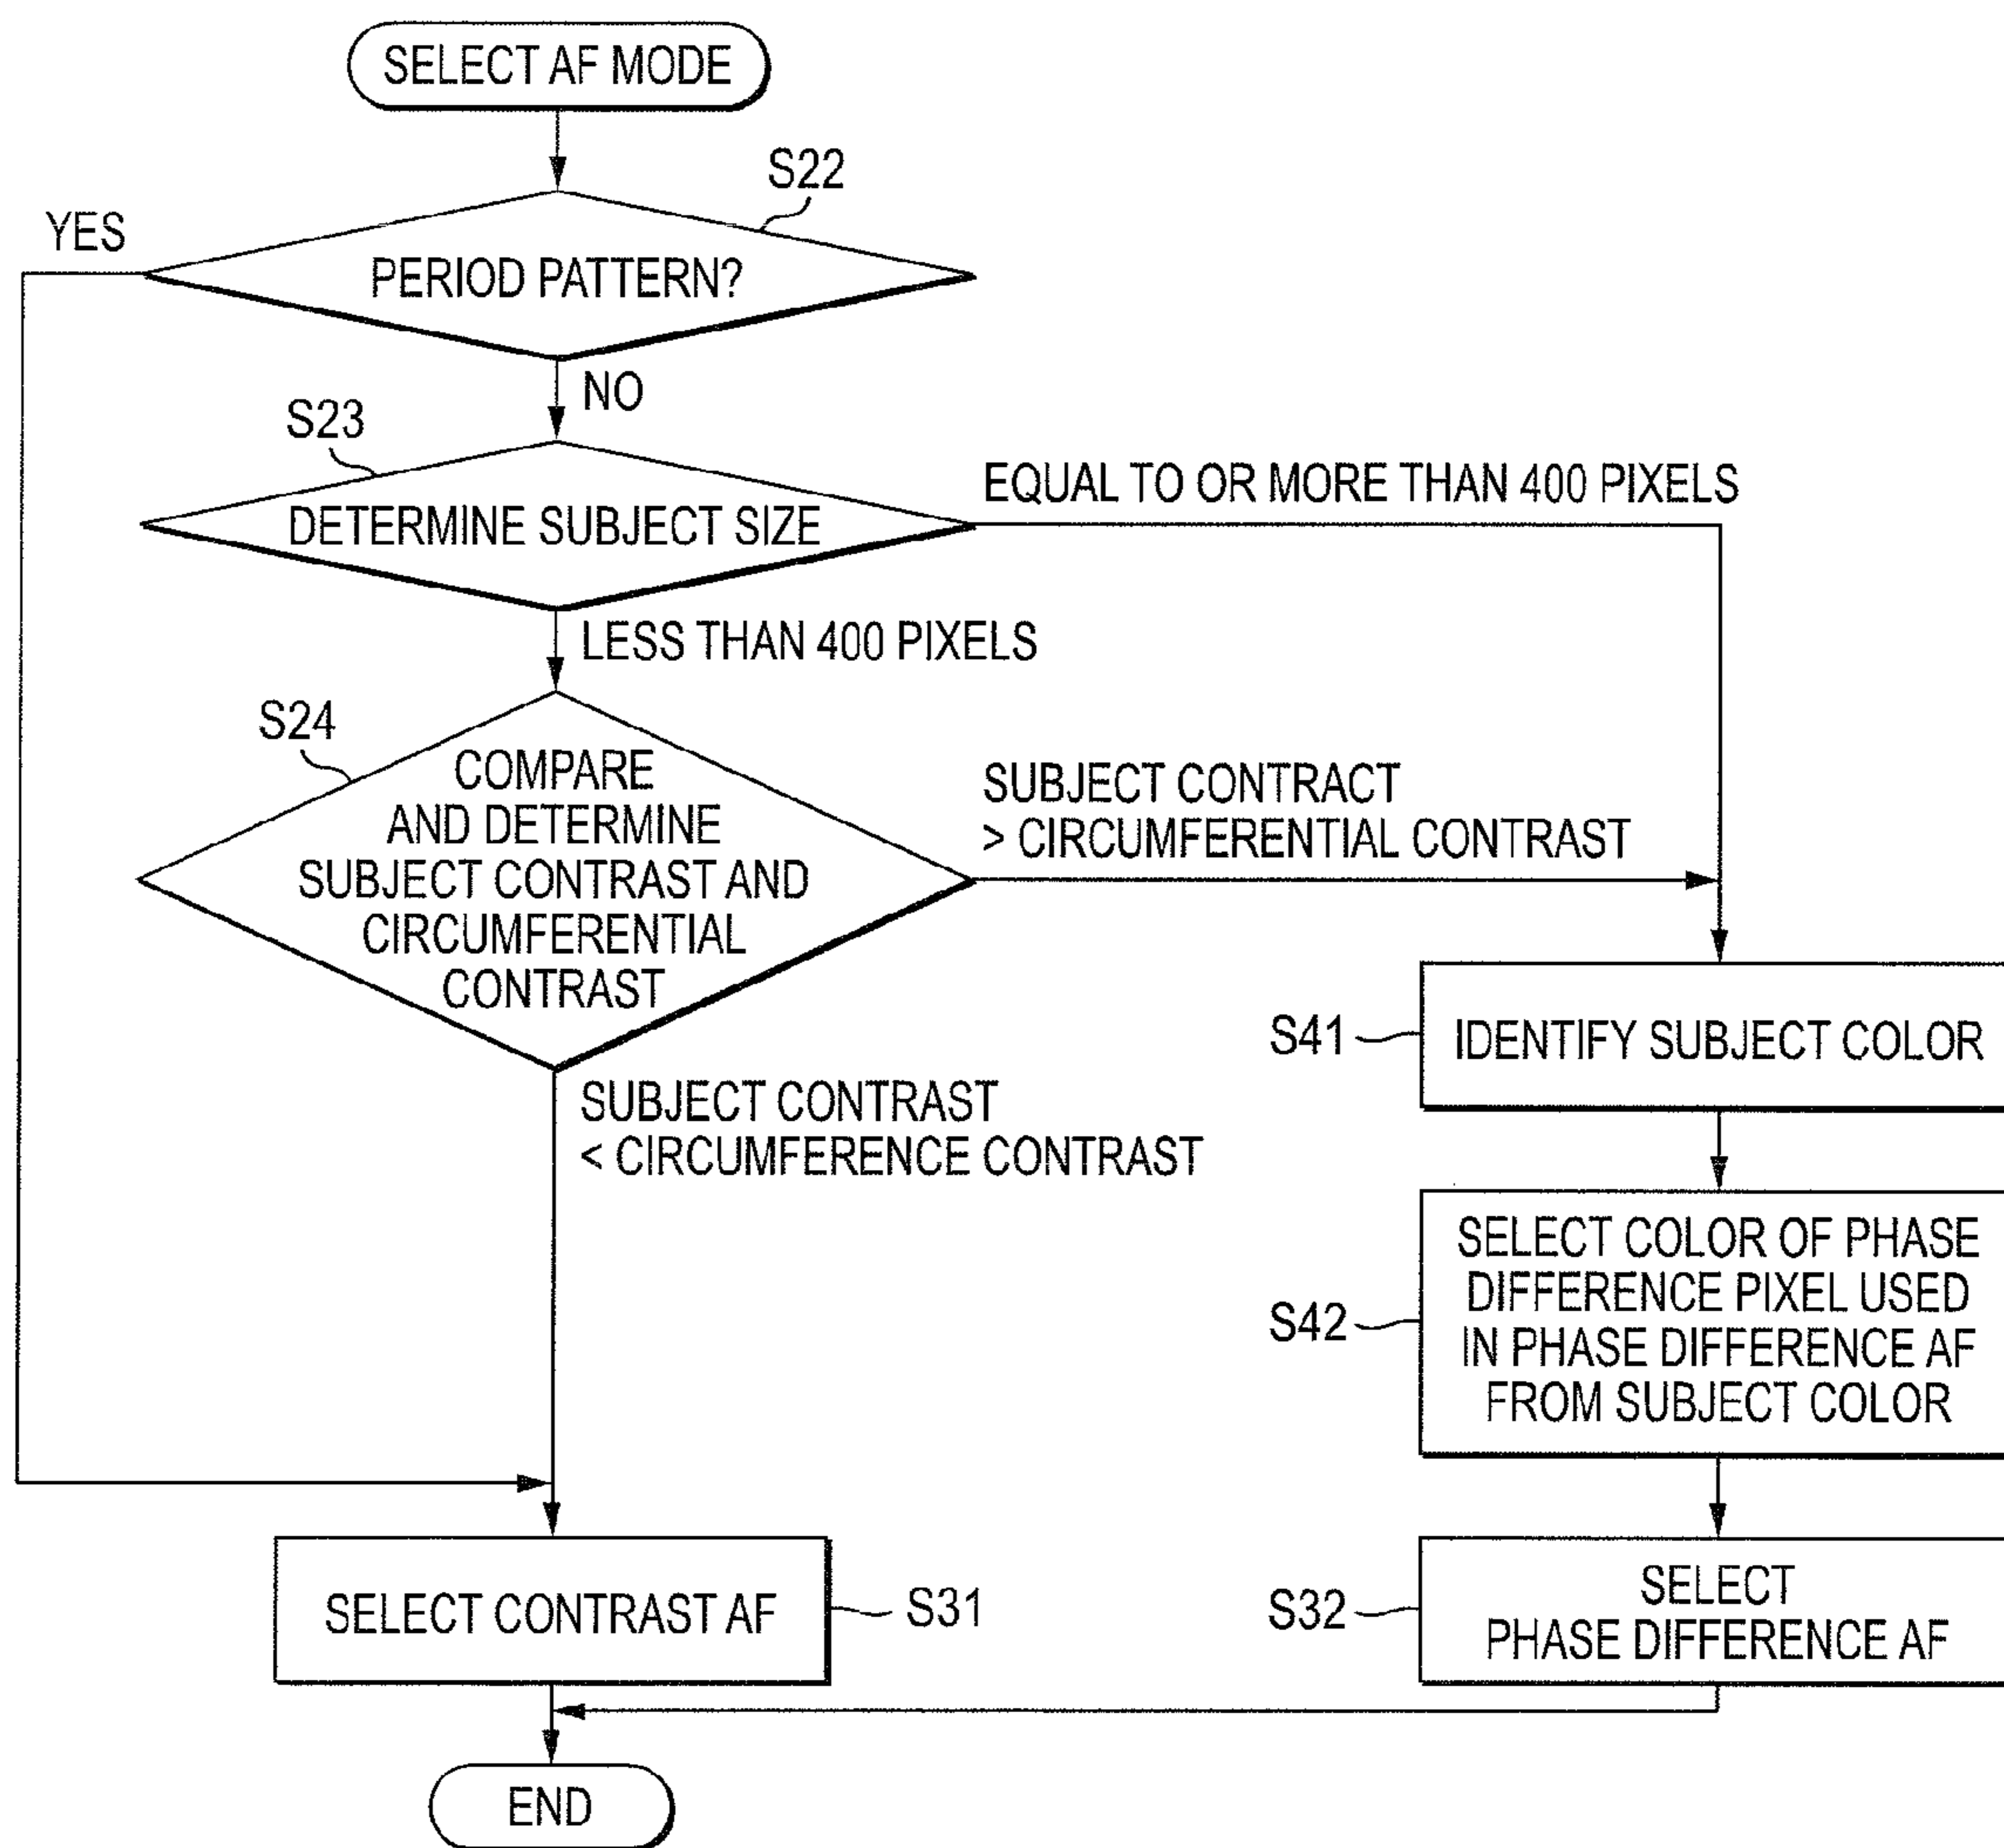 SELECT AF MODE
S22
YES
PERIOD PATTERN?
NO
S23
EQUAL TO OR MORE THAN 400 PIXELS
DETERMINE SUBJECT SIZE
LESS THAN 400 PIXELS
S24
COMPARE
AND DETERMINE
SUBJECT CONTRAST AND
CIRCUMFERENTIAL
CONTRAST
SUBJECT CONTRACT
> CIRCUMFERENTIAL CONTRAST
SUBJECT CONTRAST
< CIRCUMFERENCE CONTRAST
S41
IDENTIFY SUBJECT COLOR
S42
SELECT COLOR OF PHASE
DIFFERENCE PIXEL USED
IN PHASE DIFFERENCE AF
FROM SUBJECT COLOR
SELECT CONTRAST AF
S31
S32
SELECT
PHASE DIFFERENCE AF
END